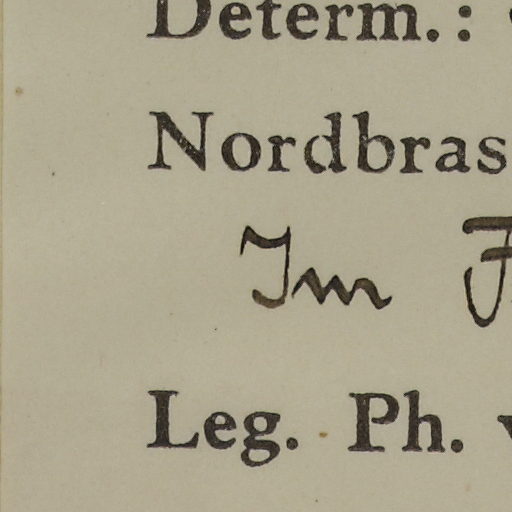 Determ.:
Nordbras
Im F
Leg. Ph. v